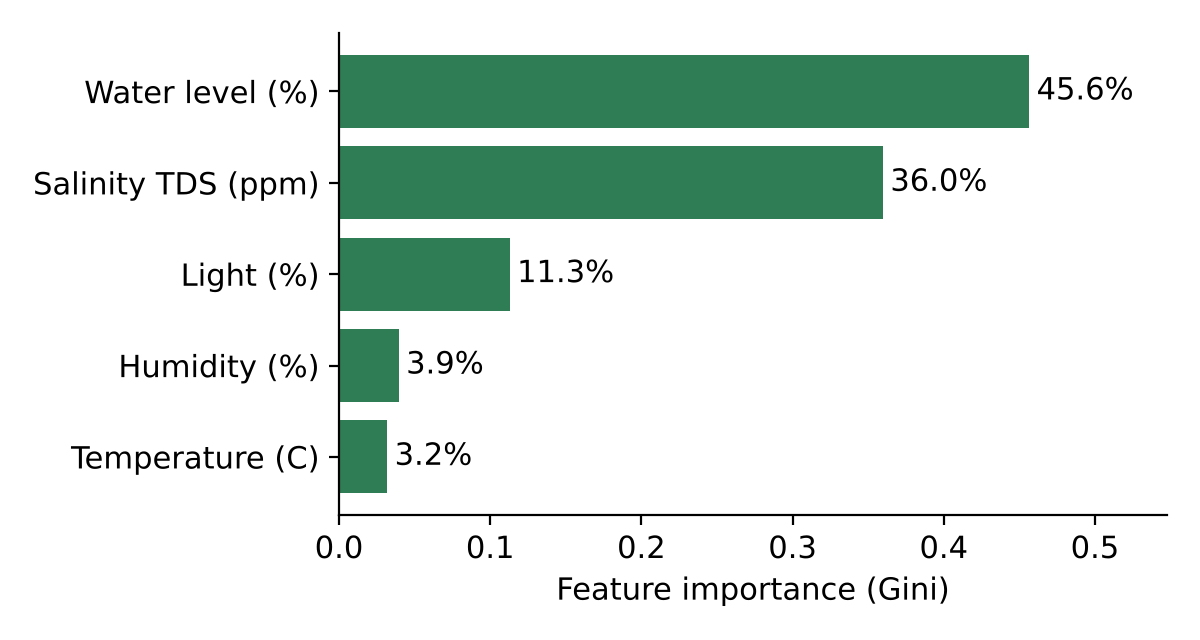 Water level (%) 45.6%
Salinity TDS (ppm) 36.0%
Light (%) 11.3%
Humidity (%) 3.9%
Temperature (C) 3.2%
0.0 0.1 0.2 0.3 0.4 0.5
Feature importance (Gini)